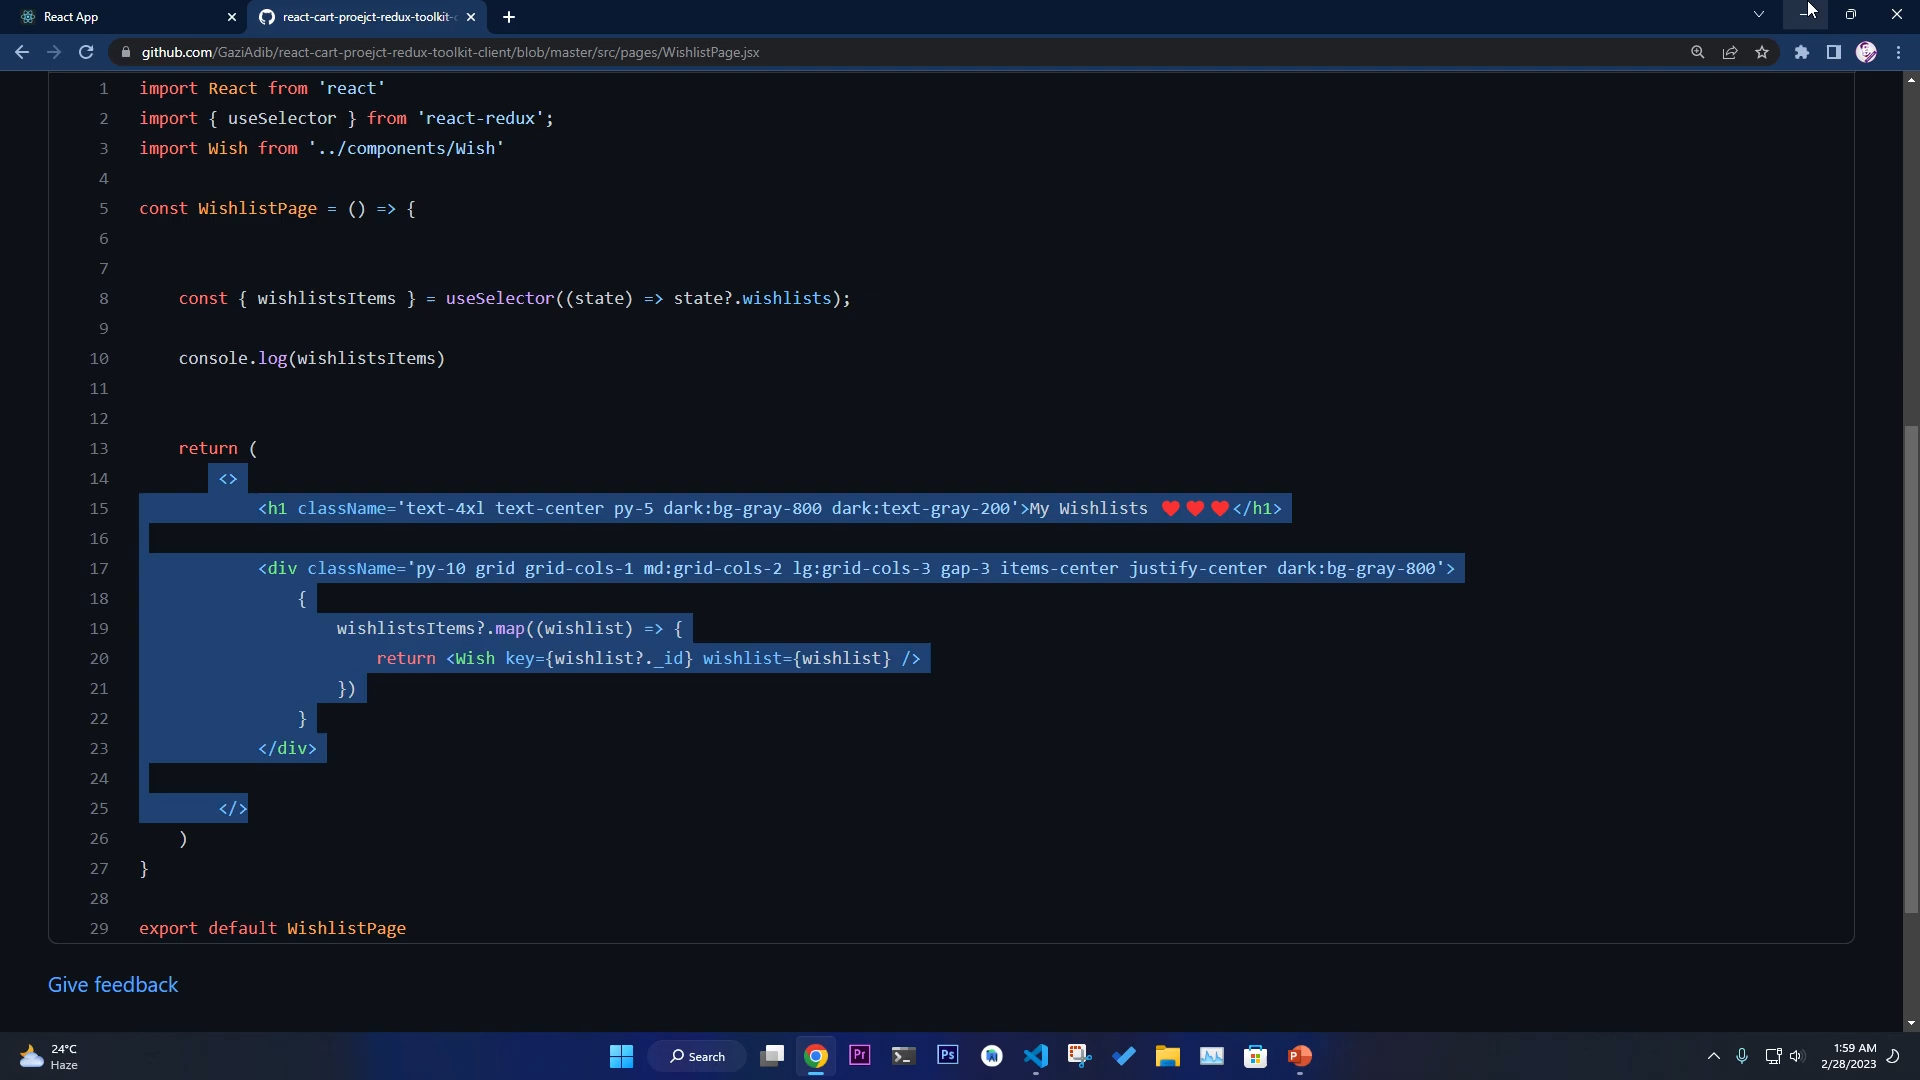 React App
react-cart-proejct-redux-toolkit-c
github.com/GaziAdib/react-cart-proejct-redux-toolkit-client/blob/master/src/pages/WishlistPage.jsx
1 import React from 'react'
2 import { useSelector } from 'react-redux';
3 import Wish from '../components/Wish'
4
5 const WishlistPage = () => {
6
7
8 const { wishlistsItems } = useSelector((state) => state?.wishlists);
9
10 console.log(wishlistsItems)
11
12
13 return (
14 <>
15 <h1 className='text-4xl text-center py-5 dark:bg-gray-800 dark:text-gray-200'>My Wishlists ❤️❤️❤️</h1>
16
17 <div className='py-10 grid grid-cols-1 md:grid-cols-2 lg:grid-cols-3 gap-3 items-center justify-center dark:bg-gray-800'>
18 {
19 wishlistsItems?.map((wishlist) => {
20 return <Wish key={wishlist?._id} wishlist={wishlist} />
21 })
22 }
23 </div>
24
25 </>
26 )
27 }
28
29 export default WishlistPage
Give feedback
24°C
Haze
Search
Pr
Ps
P
1:59 AM
2/28/2023